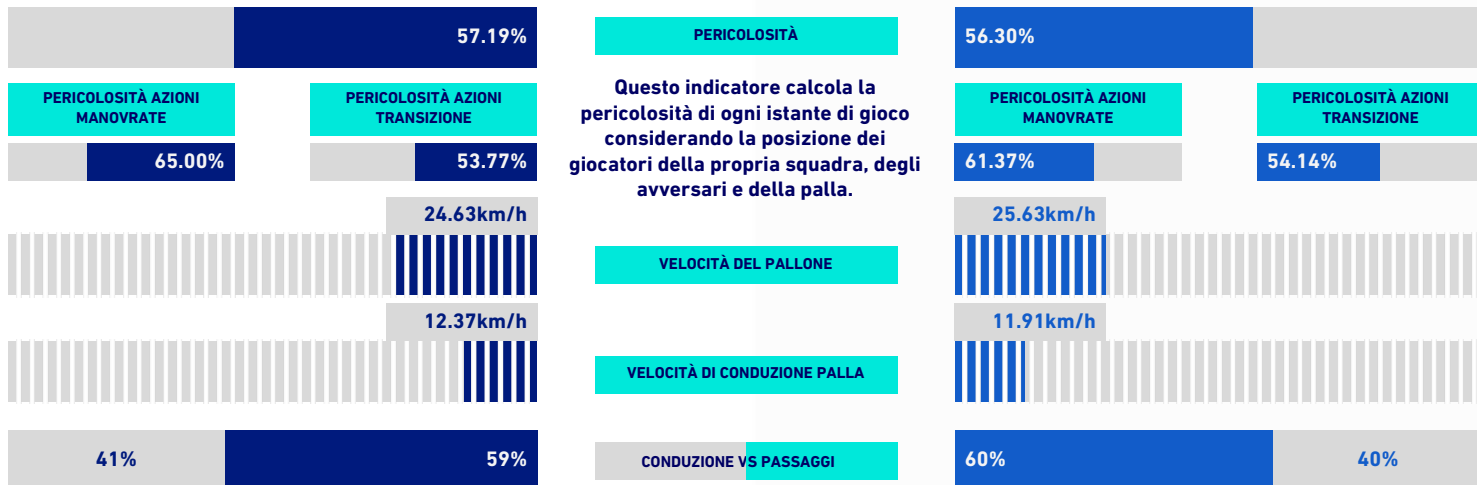 57.19%
PERICOLOSITÀ
56.30%
PERICOLOSITÀ AZIONI
MANOVRATE
PERICOLOSITÀ AZIONI
TRANSIZIONE
65.00%
53.77%
Questo indicatore calcola la
pericolosità di ogni istante di gioco
considerando la posizione dei
giocatori della propria squadra, degli
avversari e della palla.
PERICOLOSITÀ AZIONI
MANOVRATE
PERICOLOSITÀ AZIONI
TRANSIZIONE
61.37%
54.14%
24.63km/h
VELOCITÀ DEL PALLONE
25.63km/h
12.37km/h
VELOCITÀ DI CONDUZIONE PALLA
11.91km/h
41%
59%
CONDUZIONE VS PASSAGGI
60%
40%